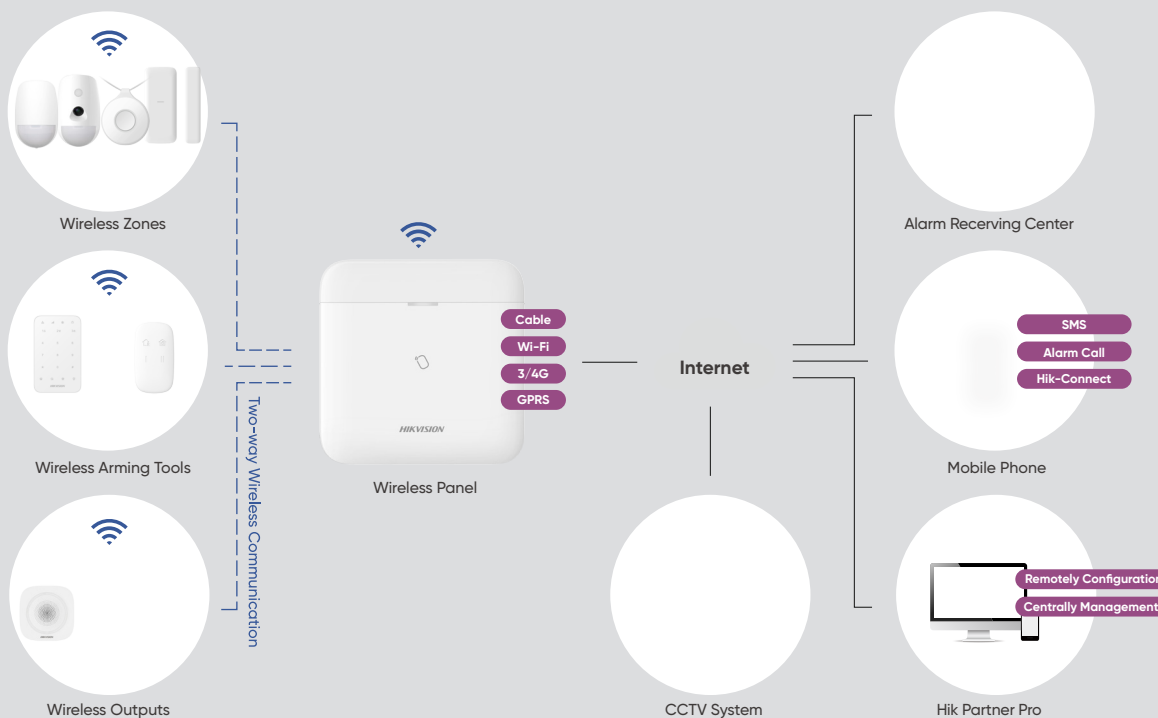 Wireless Zones
Wireless Arming Tools
Wireless Outputs
Two-way Wireless Communication
Cable
Wi-Fi
3/4G
GPRS
HIKVISION
Wireless Panel
Internet
CCTV System
Alarm Recerving Center
SMS
Alarm Call
Hik-Connect
Mobile Phone
Remotely Configuration
Centrally Management
Hik Partner Pro